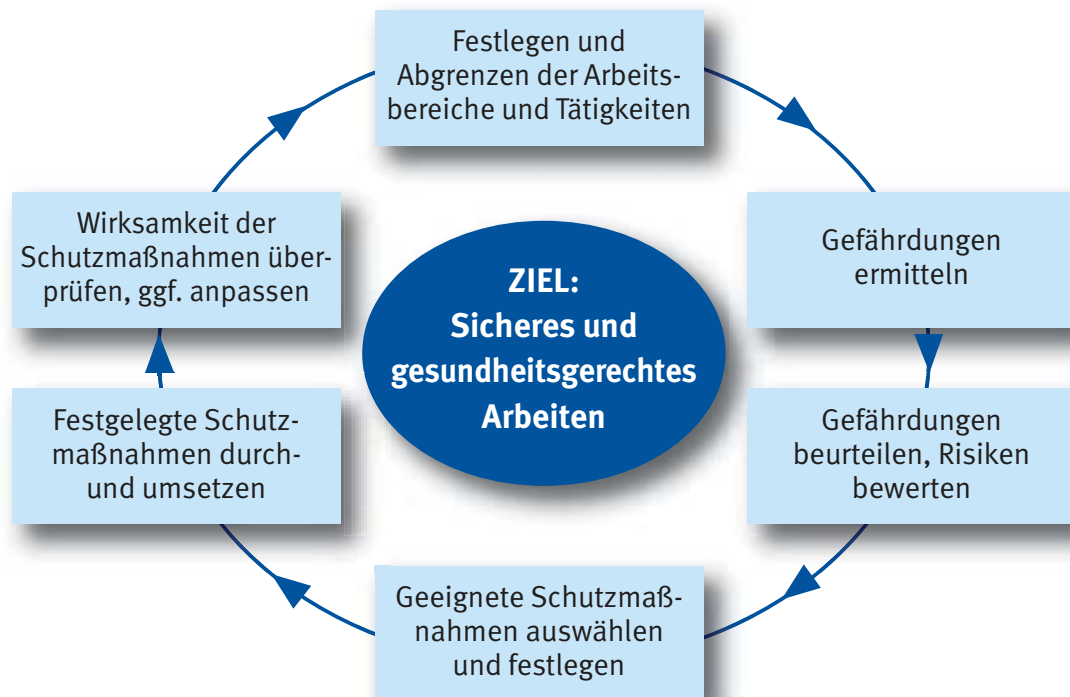 Festlegen und
Abgrenzen der Arbeits-
bereiche und Tätigkeiten
Gefährdungen
ermitteln
Gefährdungen
beurteilen, Risiken
bewerten
Geeignete Schutzmaß-
nahmen auswählen
und festlegen
Festgelegte Schutz-
maßnahmen durch-
und umsetzen
Wirksamkeit der
Schutzmaßnahmen über-
prüfen, ggf. anpassen
ZIEL:
Sicheres und
gesundheitsgerechtes
Arbeiten